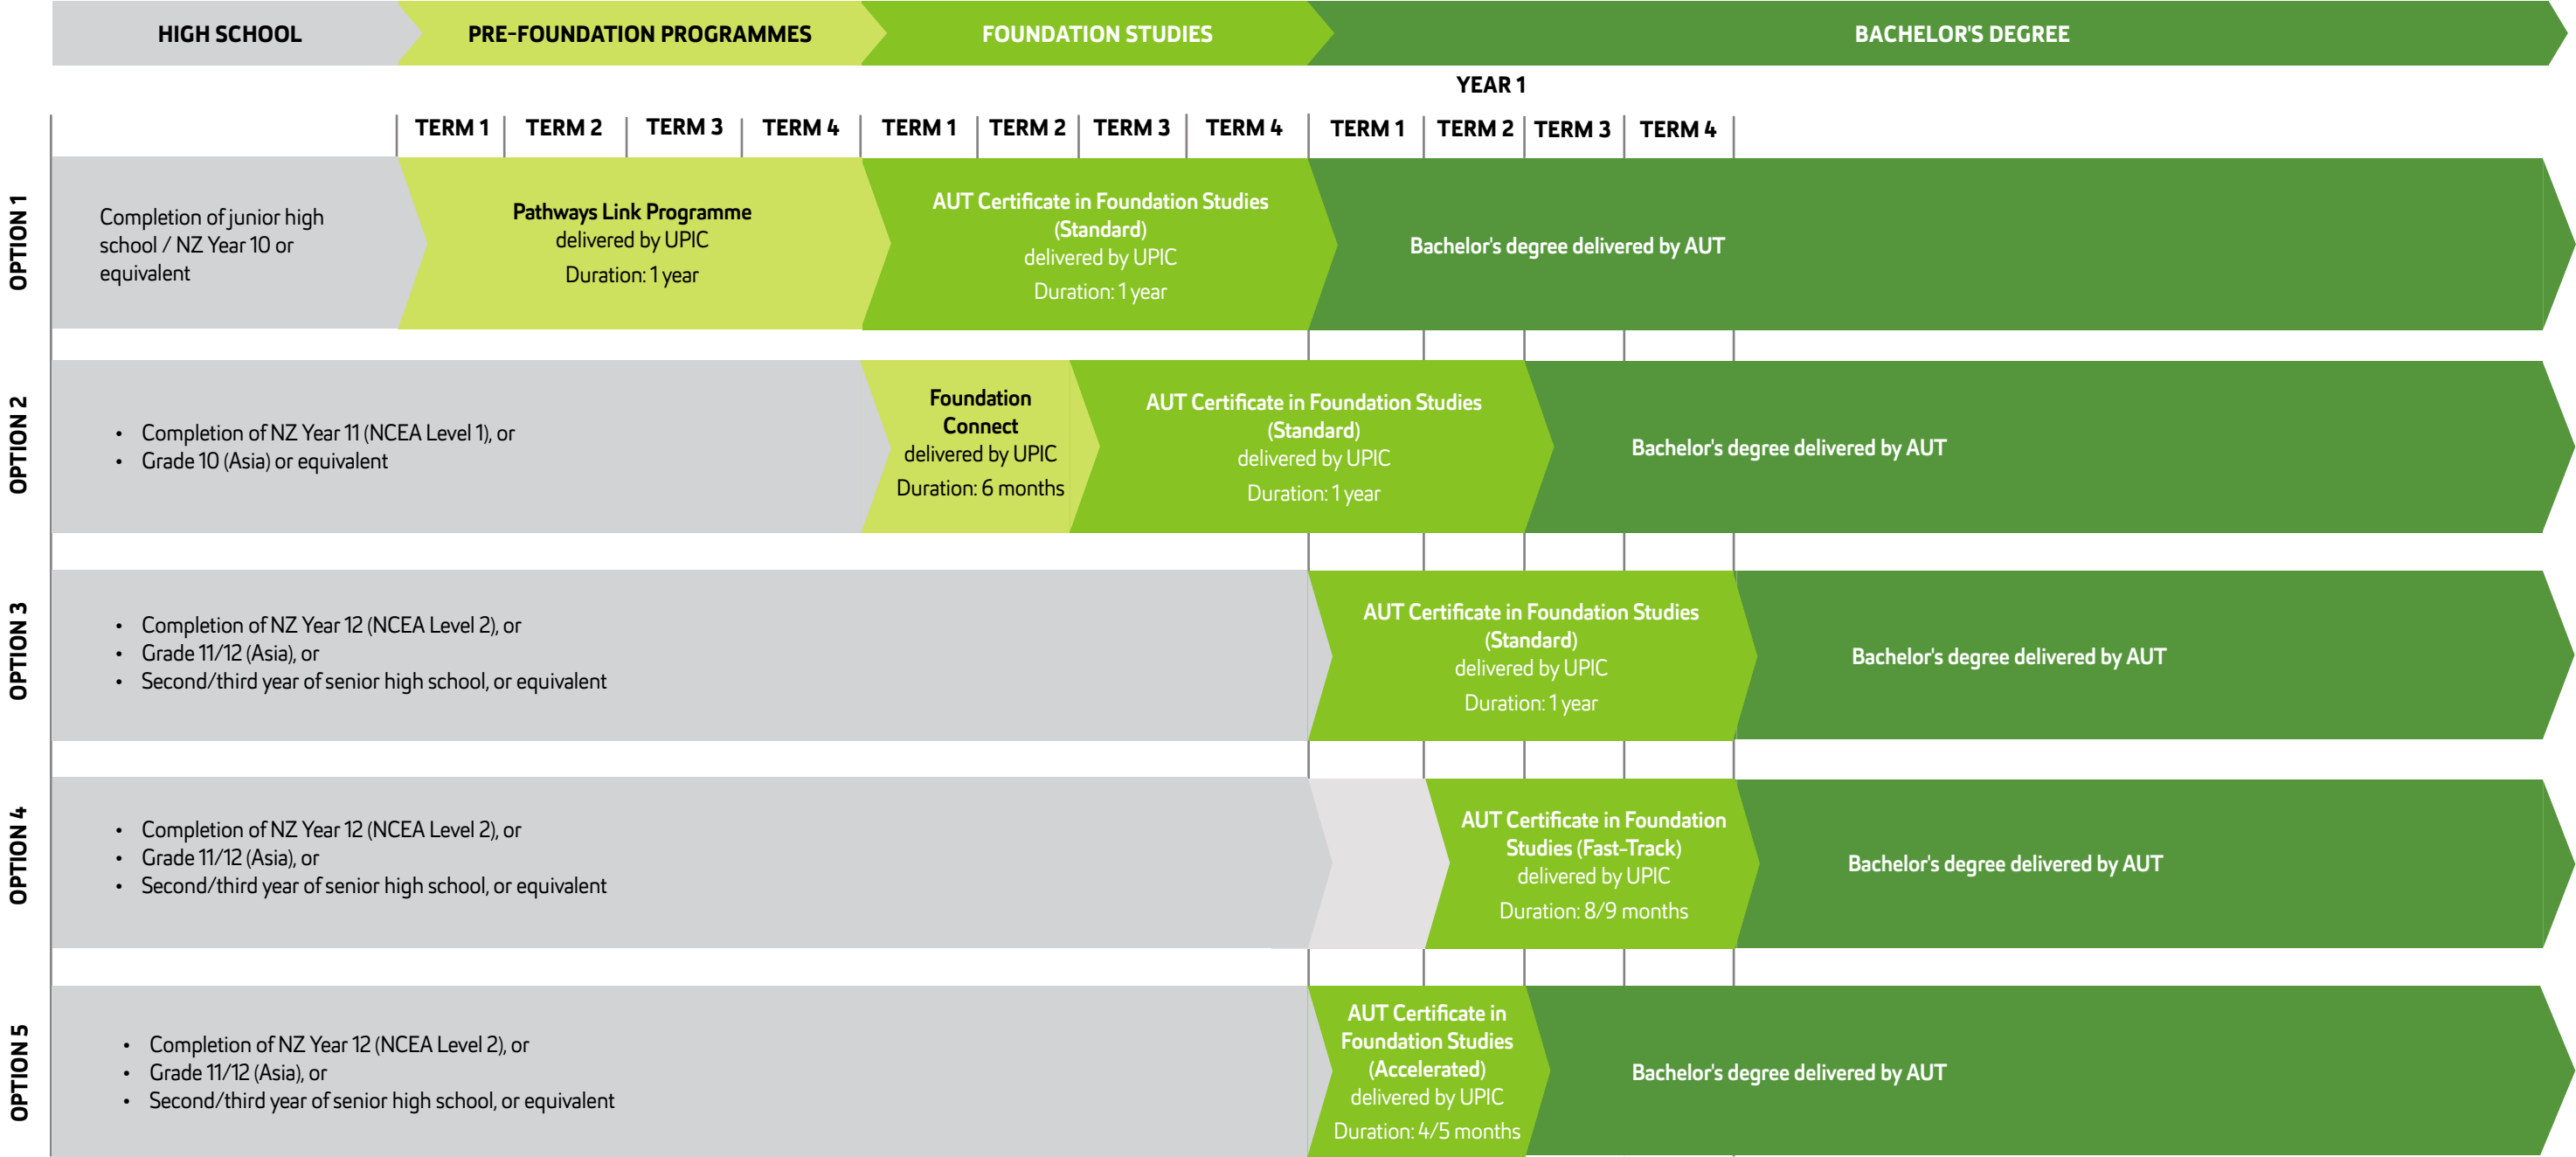 HIGH SCHOOL
PRE-FOUNDATION PROGRAMMES
FOUNDATION STUDIES
BACHELOR'S DEGREE
YEAR 1
TERM 1
TERM 2
TERM 3
TERM 4
TERM 1
TERM 2
TERM 3
TERM 4
TERM 1
TERM 2
TERM 3
TERM 4
OPTION 1
Completion of junior high
school / NZ Year 10 or
equivalent
Pathways Link Programme
delivered by UPIC
Duration: 1 year
AUT Certificate in Foundation Studies
(Standard)
delivered by UPIC
Duration: 1 year
Bachelor's degree delivered by AUT
OPTION 2
• Completion of NZ Year 11 (NCEA Level 1), or
• Grade 10 (Asia) or equivalent
Foundation
Connect
delivered by UPIC
Duration: 6 months
AUT Certificate in Foundation Studies
(Standard)
delivered by UPIC
Duration: 1 year
Bachelor's degree delivered by AUT
OPTION 3
• Completion of NZ Year 12 (NCEA Level 2), or
• Grade 11/12 (Asia), or
• Second/third year of senior high school, or equivalent
AUT Certificate in Foundation Studies
(Standard)
delivered by UPIC
Duration: 1 year
Bachelor's degree delivered by AUT
OPTION 4
• Completion of NZ Year 12 (NCEA Level 2), or
• Grade 11/12 (Asia), or
• Second/third year of senior high school, or equivalent
AUT Certificate in Foundation
Studies (Fast-Track)
delivered by UPIC
Duration: 8/9 months
Bachelor's degree delivered by AUT
OPTION 5
• Completion of NZ Year 12 (NCEA Level 2), or
• Grade 11/12 (Asia), or
• Second/third year of senior high school, or equivalent
AUT Certificate in
Foundation Studies
(Accelerated)
delivered by UPIC
Duration: 4/5 months
Bachelor's degree delivered by AUT